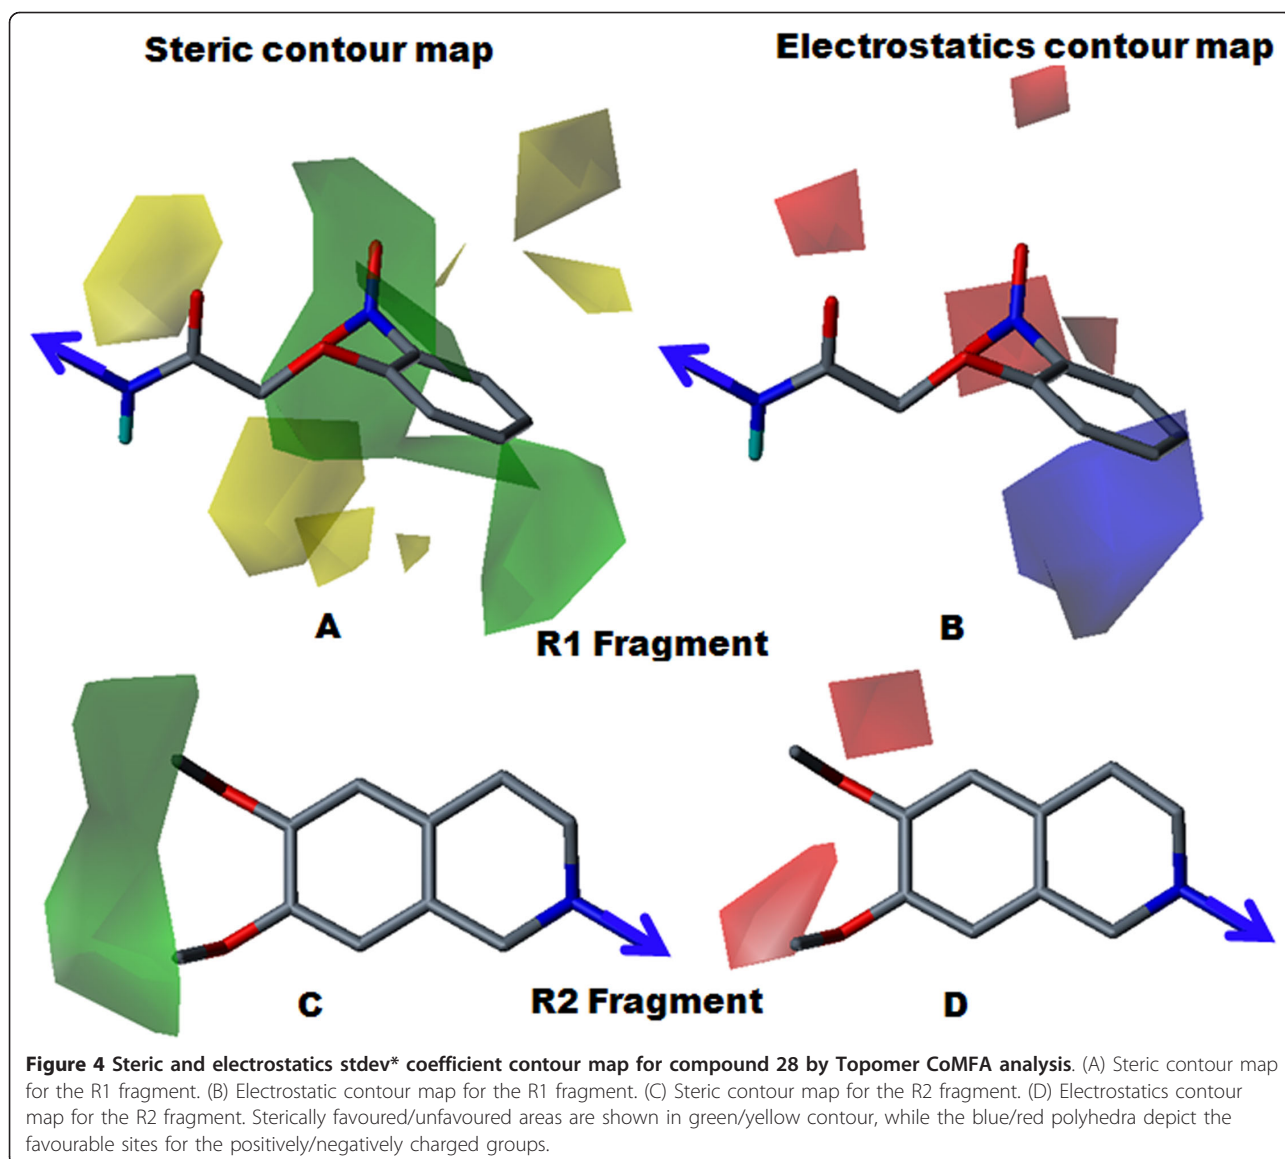 Steric contour map
Electrostatics contour map
A
B
R1 Fragment
C
D
R2 Fragment
Figure 4 Steric and electrostatics stdev* coefficient contour map for compound 28 by Topomer CoMFA analysis. (A) Steric contour map
for the R1 fragment. (B) Electrostatic contour map for the R1 fragment. (C) Steric contour map for the R2 fragment. (D) Electrostatics contour
map for the R2 fragment. Sterically favoured/unfavoured areas are shown in green/yellow contour, while the blue/red polyhedra depict the
favourable sites for the positively/negatively charged groups.